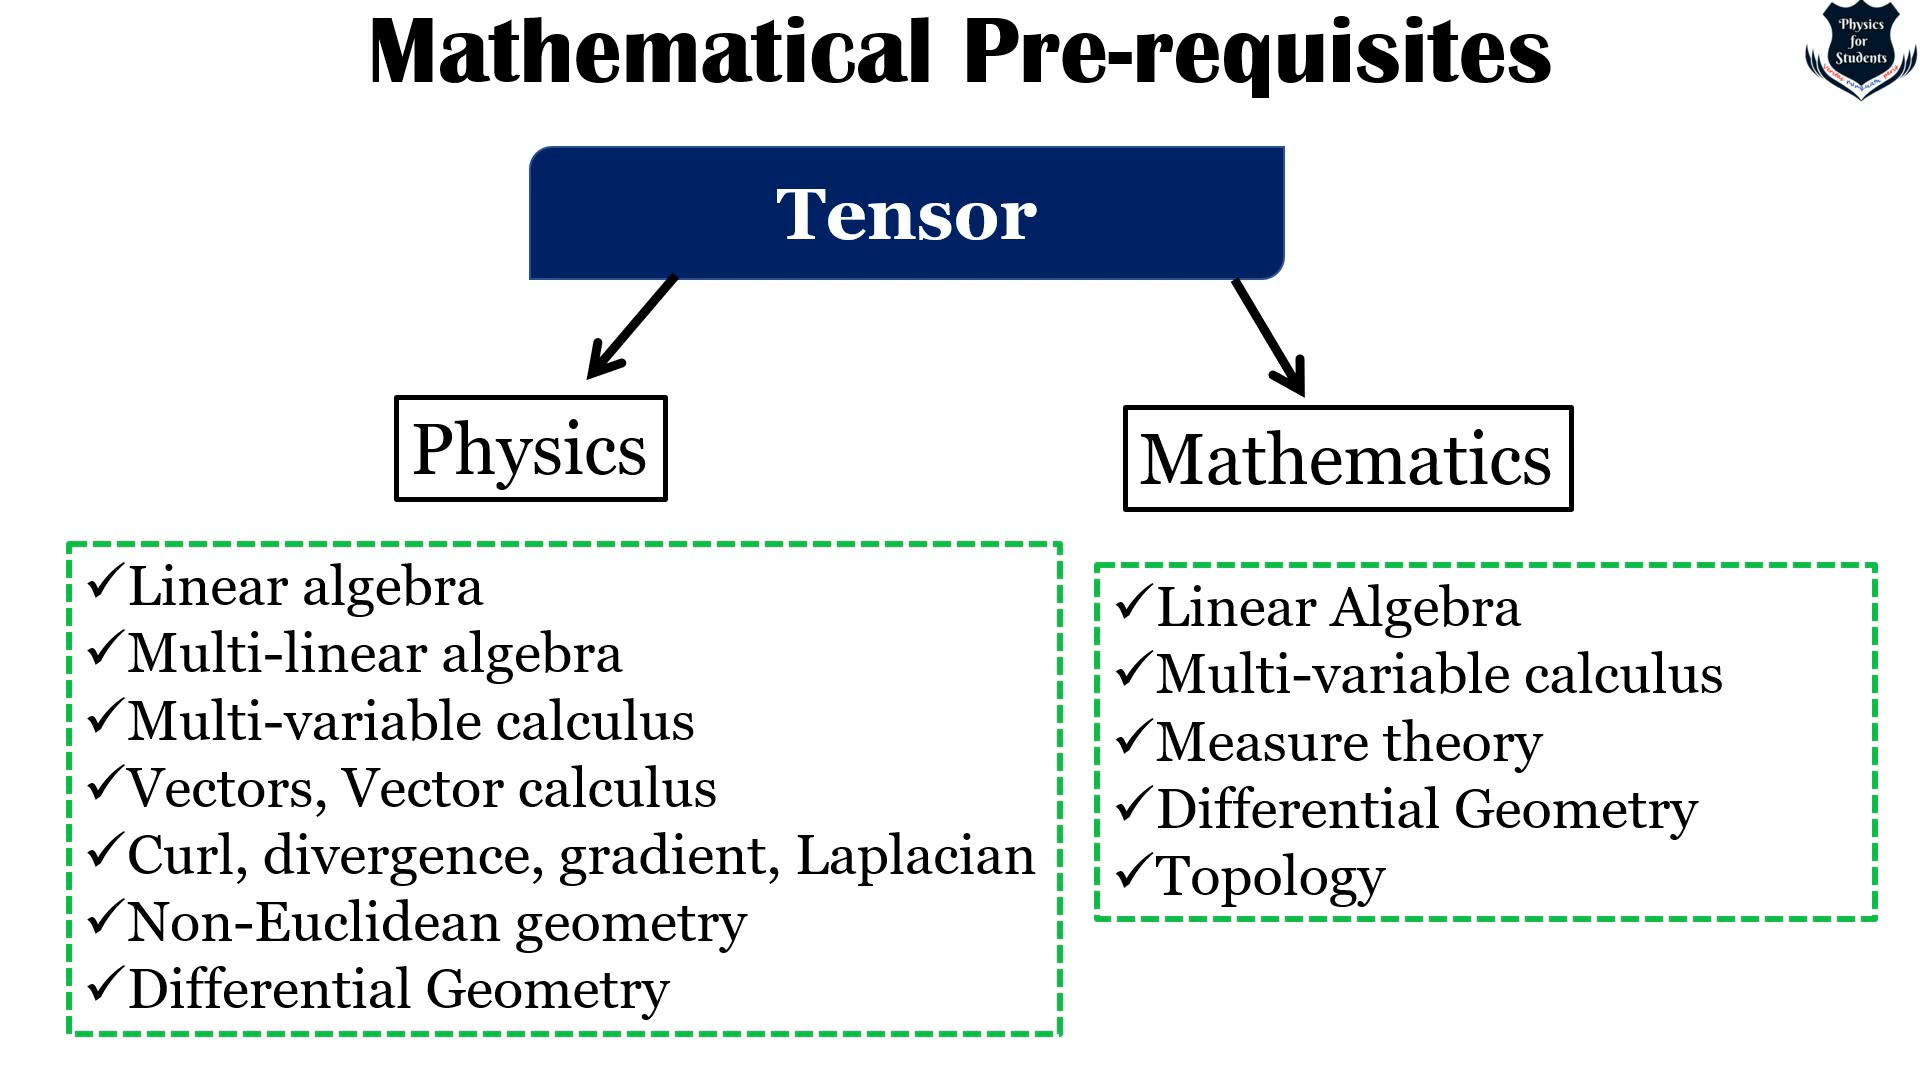 Mathematical Pre-requisites
Physics
for
Students
Tensor
Physics
Mathematics
✓Linear algebra
✓Multi-linear algebra
✓Multi-variable calculus
✓Vectors, Vector calculus
✓Curl, divergence, gradient, Laplacian
✓Non-Euclidean geometry
✓Differential Geometry
✓Linear Algebra
✓Multi-variable calculus
✓Measure theory
✓Differential Geometry
✓Topology